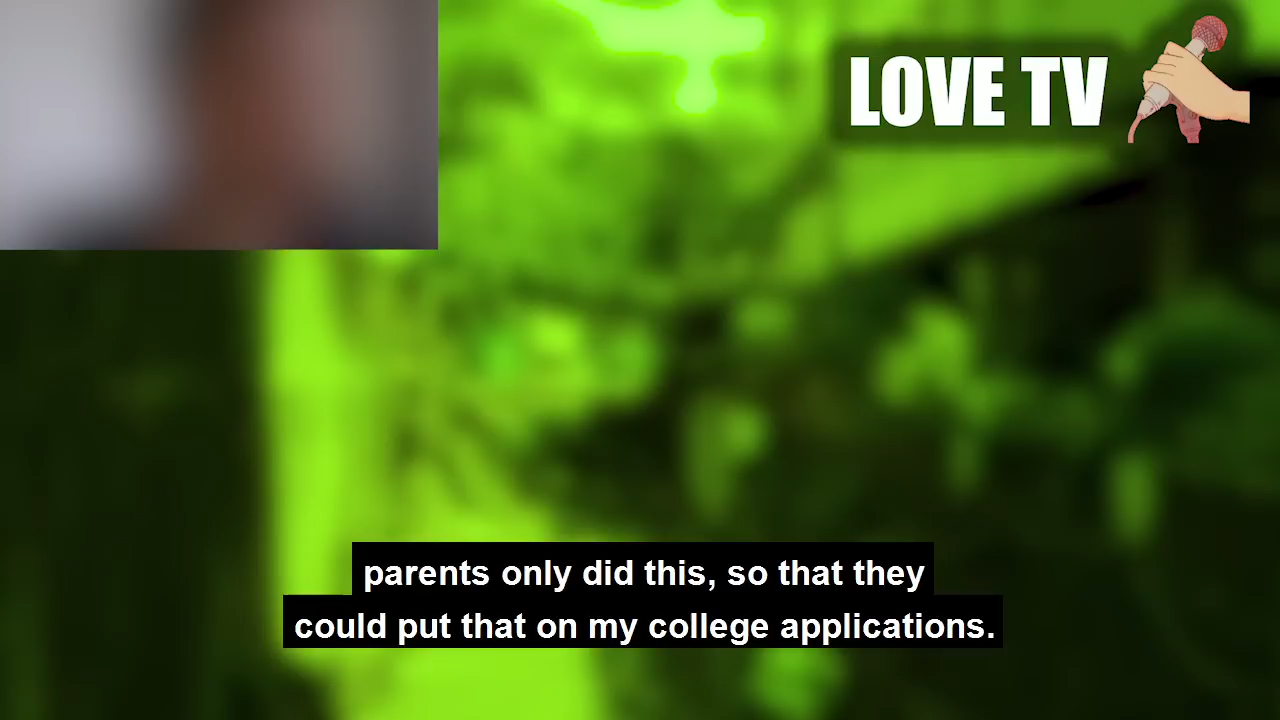 LOVE TV
parents only did this, so that they
could put that on my college applications.